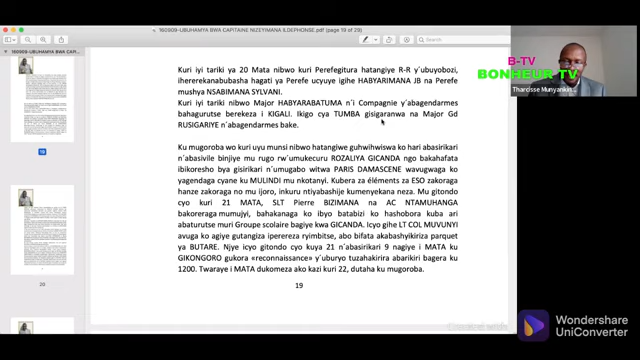 160909-UBUHAMYA BWA CAPITAINE NIZEYIMANA ILDEPHONSE.pdf (page 19 of 29)
160909-UBUHAMYA BWA CAP...
Kuri iyi tariki ya 20 Mata nibwo kuri Perefegitura hatangiye R-R y'ubuyobozi,
ihererekanabubasha hagati ya Perefe ucyuye igihe HABYARIMANA JB na Perefe
mushya NSABIMANA SYLVANI.
Kuri iyi tariki nibwo Major HABYARABATUMA n'i Compagnie y'abagendarmes
bahagurutse berekeza i KIGALI. Ikigo cya TUMBA gisigaranwa na Major Gd
RUSIGARIYE n'abagendarmes bake.
Ku mugoroba wo kuri uyu munsi nibwo hatangiwe guhwihwiswa ko hari abasirikari
n'abasivile binjiye mu rugo rw'umukecuru ROZALIYA GICANDA ngo bakahafata
ibikoresho bya gisirikari n'umugabo witwa PARIS DAMASCENE wavugwaga ko
yagendaga cyane ku MULINDI mu nkotanyi. Kubera za éléments za ESO zakoraga
hanze zakoraga no mu ijoro, inkuru ntiyabishije kumenyekana neza. Mu gitondo
cyo kuri 21 MATA, SLT Pierre BIZIMANA na AC NTAMUHANGA
bakoreraga mumujyi, bahakanaga ko ibyo batabizi ko hashobora kuba ari
abaturutse muri Groupe scolaire bagiye kwa GICANDA. Icyo gihe LT COL MUVUNYI
avuga ko agiye gutangiza iperereza ryimbitse, abo bifata akabashyikiriza parquet
ya BUTARE. Njye icyo gitondo cyo kuya 21 n'abasirikari 9 nagiye i MATA ku
GIKONGORO gukora «reconnaissance» y'uburyo tuzahakirira abarikiri bagera ku
1200. Twaraye i MATA dukomeza ako kazi kuri 22, dutaha ku mugoroba.
19
19
20
B-TV
BONHEUR TV
Tharcisse Munyankin...
Wondershare
UniConverter